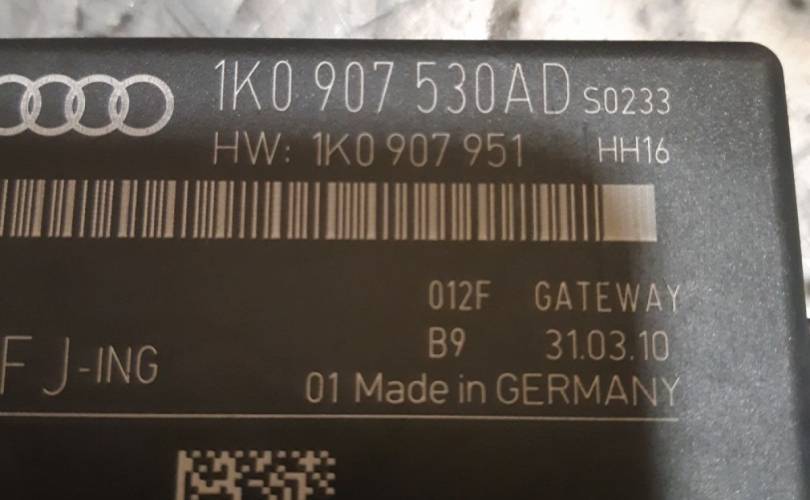 1K0 907 530AD S0233
HW: 1K0 907 951 HH16
012F GATEWAY
B9 31.03.10
FJ-ING
01 Made in GERMANY